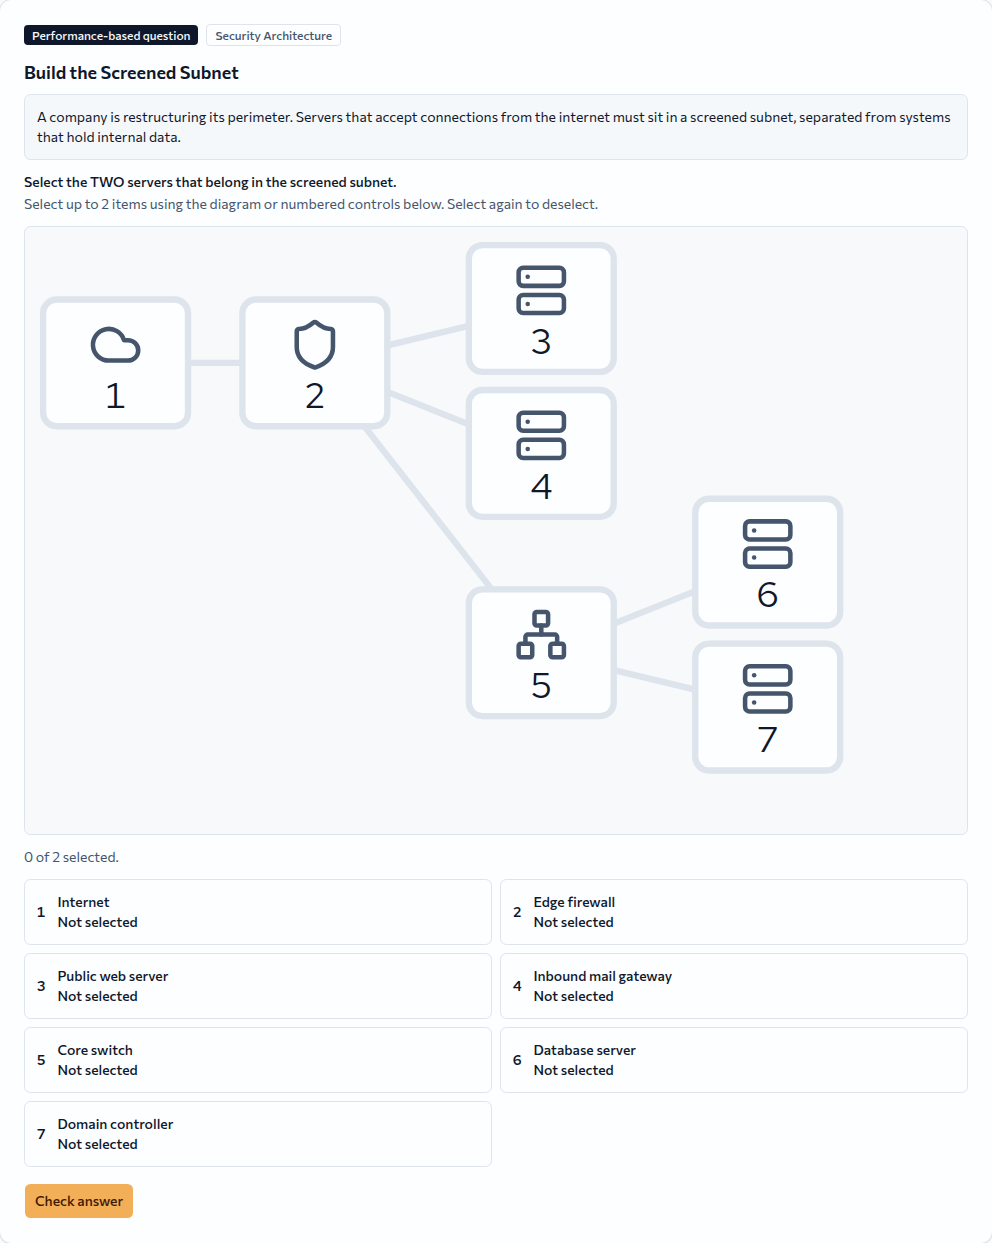 Performance-based question
Security Architecture
Build the Screened Subnet
A company is restructuring its perimeter. Servers that accept connections from the internet must sit in a screened subnet, separated from systems
that hold internal data.
Select the TWO servers that belong in the screened subnet.
Select up to 2 items using the diagram or numbered controls below. Select again to deselect.
1
2
3
4
5
6
7
0 of 2 selected.
1
Internet
Not selected
2
Edge firewall
Not selected
3
Public web server
Not selected
4
Inbound mail gateway
Not selected
5
Core switch
Not selected
6
Database server
Not selected
7
Domain controller
Not selected
Check answer